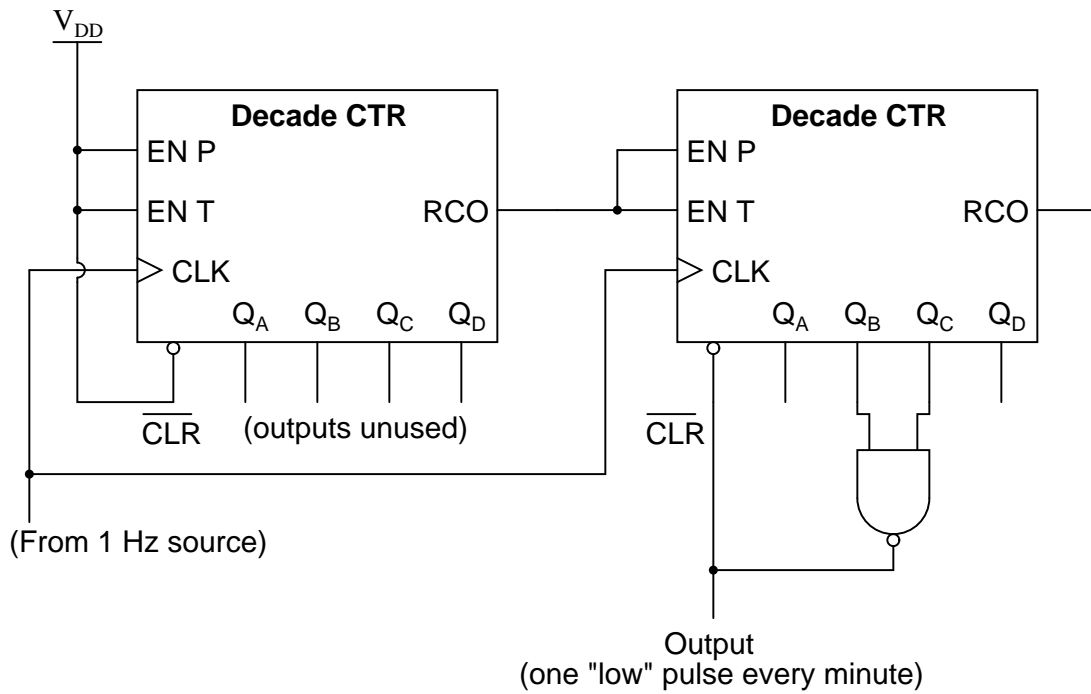 V_DD
Decade CTR
EN P
EN T
RCO
CLK
Q_A Q_B Q_C Q_D
CLR
(outputs unused)
Decade CTR
EN P
EN T
RCO
CLK
Q_A Q_B Q_C Q_D
CLR
(From 1 Hz source)
Output
(one "low" pulse every minute)